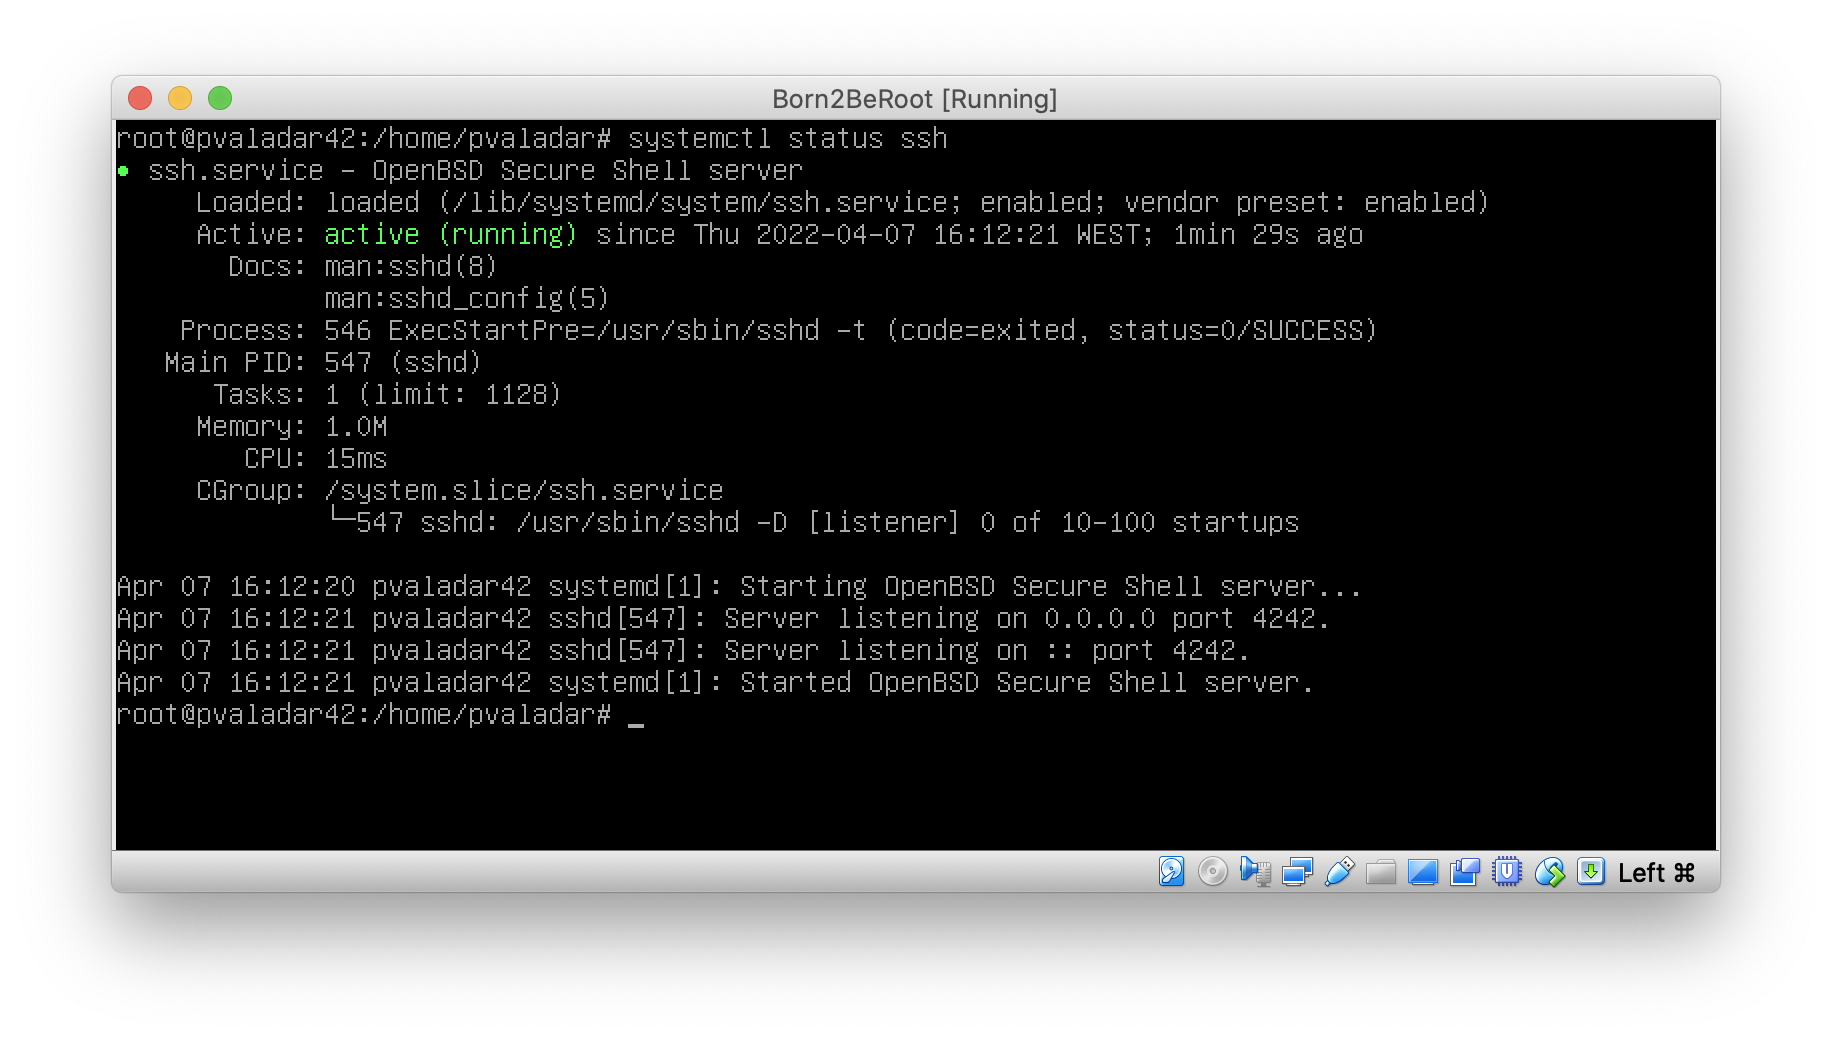 Born2BeRoot [Running]
root@pvaladar42:/home/pvaladar# systemctl status ssh
● ssh.service - OpenBSD Secure Shell server
Loaded: loaded (/lib/systemd/system/ssh.service; enabled; vendor preset: enabled)
Active: active (running) since Thu 2022-04-07 16:12:21 WEST; 1min 29s ago
Docs: man:sshd(8)
man:sshd_config(5)
Process: 546 ExecStartPre=/usr/sbin/sshd -t (code=exited, status=0/SUCCESS)
Main PID: 547 (sshd)
Tasks: 1 (limit: 1128)
Memory: 1.0M
CPU: 15ms
CGroup: /system.slice/ssh.service
└─547 sshd: /usr/sbin/sshd -D [listener] 0 of 10-100 startups
Apr 07 16:12:20 pvaladar42 systemd[1]: Starting OpenBSD Secure Shell server...
Apr 07 16:12:21 pvaladar42 sshd[547]: Server listening on 0.0.0.0 port 4242.
Apr 07 16:12:21 pvaladar42 sshd[547]: Server listening on :: port 4242.
Apr 07 16:12:21 pvaladar42 systemd[1]: Started OpenBSD Secure Shell server.
root@pvaladar42:/home/pvaladar# _
Left ⌘